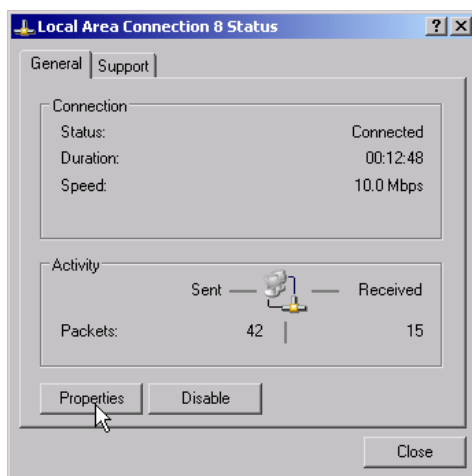 Local Area Connection 8 Status
General Support
Connection
Status: Connected
Duration: 00:12:48
Speed: 10.0 Mbps
Activity
Sent Received
Packets: 42 15
Properties Disable
Close